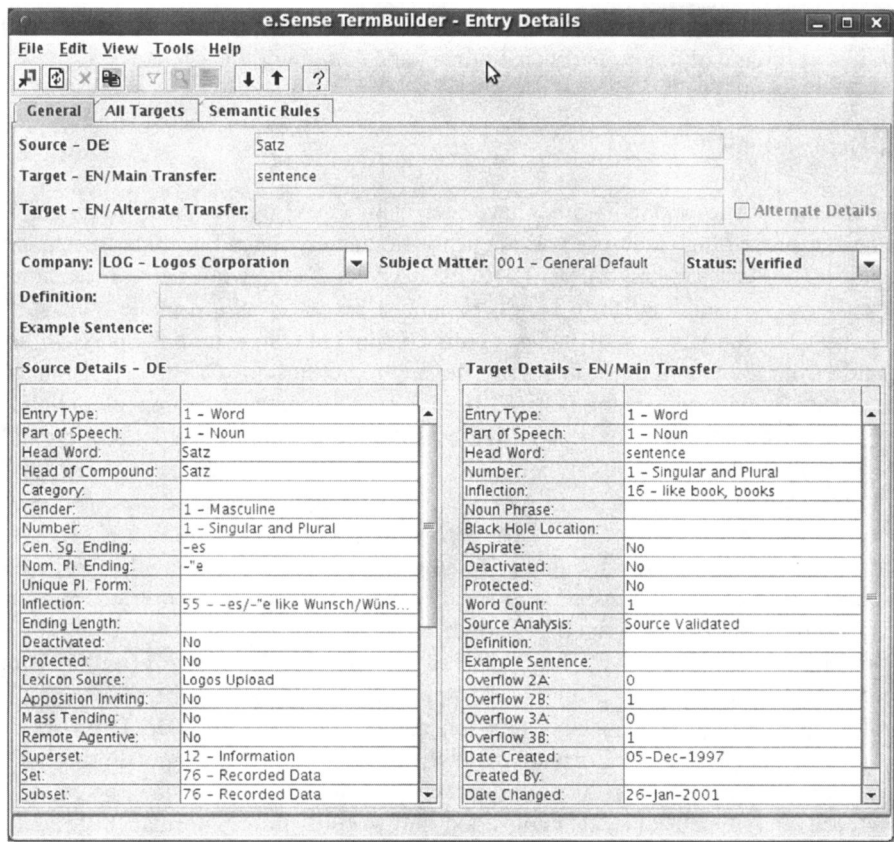 e.Sense TermBuilder - Entry Details
File Edit View Tools Help
General All Targets Semantic Rules
Source - DE: Satz
Target - EN/Main Transfer: sentence
Target - EN/Alternate Transfer: Alternate Details
Company: LOG - Logos Corporation Subject Matter: 001 - General Default Status: Verified
Definition:
Example Sentence:
Source Details - DE
Entry Type: 1 - Word
Part of Speech: 1 - Noun
Head Word: Satz
Head of Compound: Satz
Category:
Gender: 1 - Masculine
Number: 1 - Singular and Plural
Gen. Sg. Ending: -es
Nom. Pl. Ending: -"e
Unique Pl. Form:
Inflection: 55 - -es/-"e like Wunsch/Wüns...
Ending Length:
Deactivated: No
Protected: No
Lexicon Source: Logos Upload
Apposition Inviting: No
Mass Tending: No
Remote Agentive: No
Superset: 12 - Information
Set: 76 - Recorded Data
Subset: 76 - Recorded Data
Target Details - EN/Main Transfer
Entry Type: 1 - Word
Part of Speech: 1 - Noun
Head Word: sentence
Number: 1 - Singular and Plural
Inflection: 16 - like book, books
Noun Phrase:
Black Hole Location:
Aspirate: No
Deactivated: No
Protected: No
Word Count: 1
Source Analysis: Source Validated
Definition:
Example Sentence:
Overflow 2A: 0
Overflow 2B: 1
Overflow 3A: 0
Overflow 3B: 1
Date Created: 05-Dec-1997
Created By:
Date Changed: 26-Jan-2001